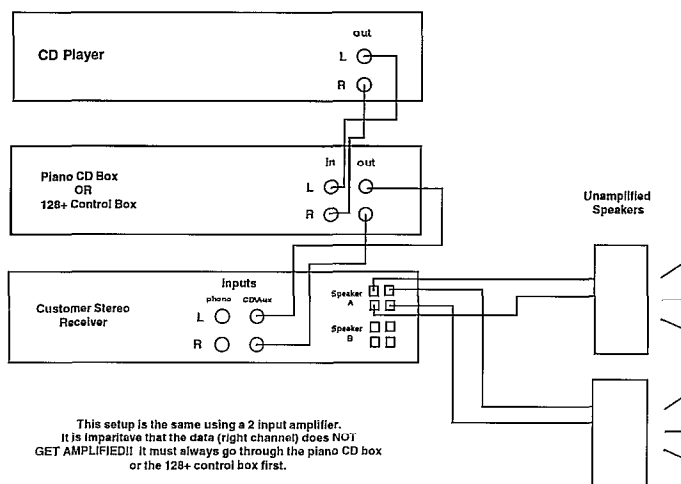 out
CD Player
L
R
In out
Piano CD Box
OR
128+ Control Box
L
R
Unamplified
Speakers
Inputs
phono CD\Aux
Customer Stereo
Receiver
L
R
Speaker
A
Speaker
B
This setup is the same using a 2 input amplifier.
It is imparitave that the data (right channel) does NOT
GET AMPLIFIED!! It must always go through the piano CD box
or the 128+ control box first.